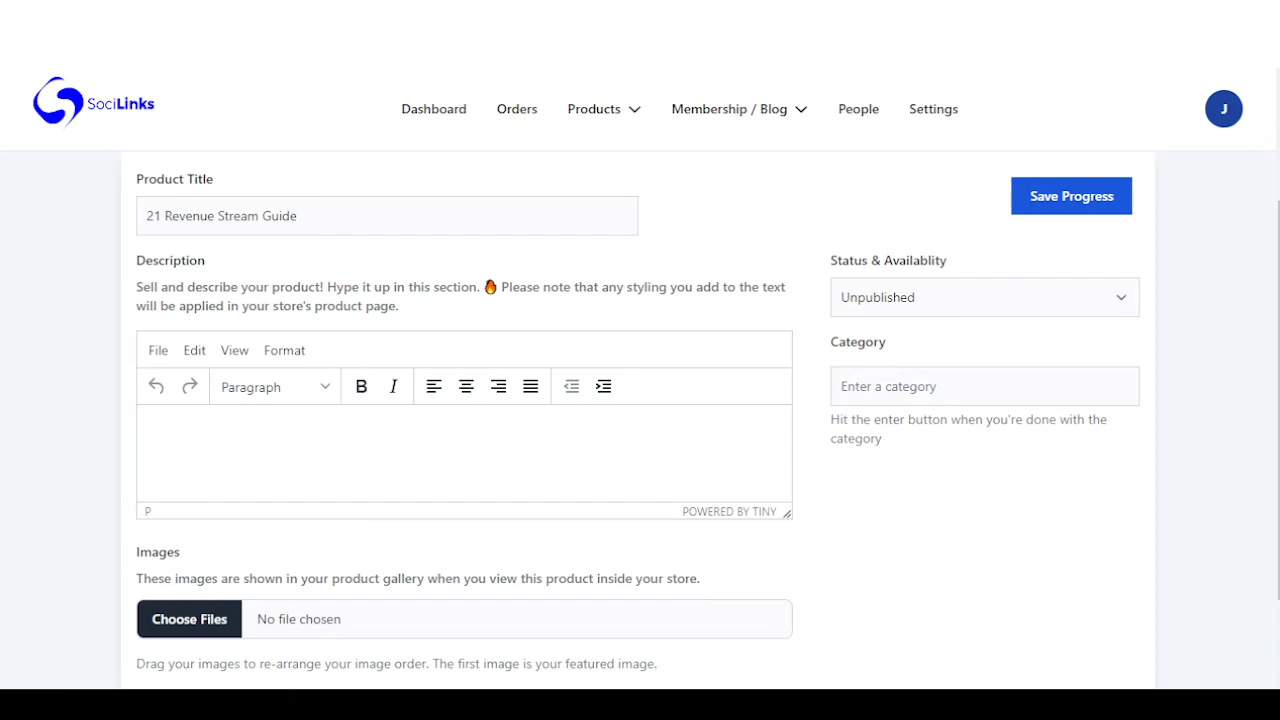 SociLinks
Dashboard Orders Products Membership / Blog People Settings J
Product Title
Save Progress
21 Revenue Stream Guide
Description
Status & Availablity
Sell and describe your product! Hype it up in this section. 🔥 Please note that any styling you add to the text
will be applied in your store's product page.
Unpublished
Category
File Edit View Format
Paragraph B I
Enter a category
Hit the enter button when you're done with the
category
P POWERED BY TINY
Images
These images are shown in your product gallery when you view this product inside your store.
Choose Files No file chosen
Drag your images to re-arrange your image order. The first image is your featured image.